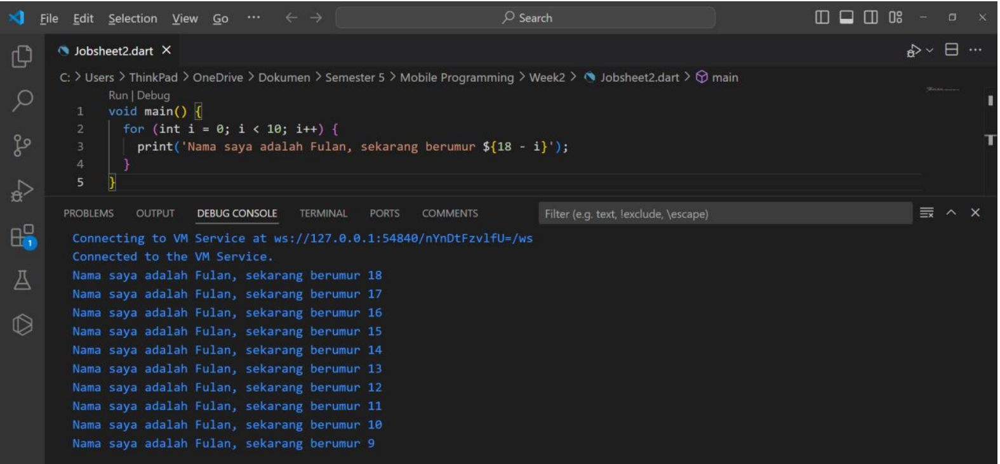 File Edit Selection View Go ··· Search
Jobsheet2.dart
C: > Users > ThinkPad > OneDrive > Dokumen > Semester 5 > Mobile Programming > Week2 > Jobsheet2.dart > main
Run | Debug
1 void main() {
2 for (int i = 0; i < 10; i++) {
3 print('Nama saya adalah Fulan, sekarang berumur ${18 - i}');
4 }
5 }
PROBLEMS OUTPUT DEBUG CONSOLE TERMINAL PORTS COMMENTS Filter (e.g. text, !exclude, \escape)
1
Connecting to VM Service at ws://127.0.0.1:54840/nYnDtFzvlfU=/ws
Connected to the VM Service.
Nama saya adalah Fulan, sekarang berumur 18
Nama saya adalah Fulan, sekarang berumur 17
Nama saya adalah Fulan, sekarang berumur 16
Nama saya adalah Fulan, sekarang berumur 15
Nama saya adalah Fulan, sekarang berumur 14
Nama saya adalah Fulan, sekarang berumur 13
Nama saya adalah Fulan, sekarang berumur 12
Nama saya adalah Fulan, sekarang berumur 11
Nama saya adalah Fulan, sekarang berumur 10
Nama saya adalah Fulan, sekarang berumur 9